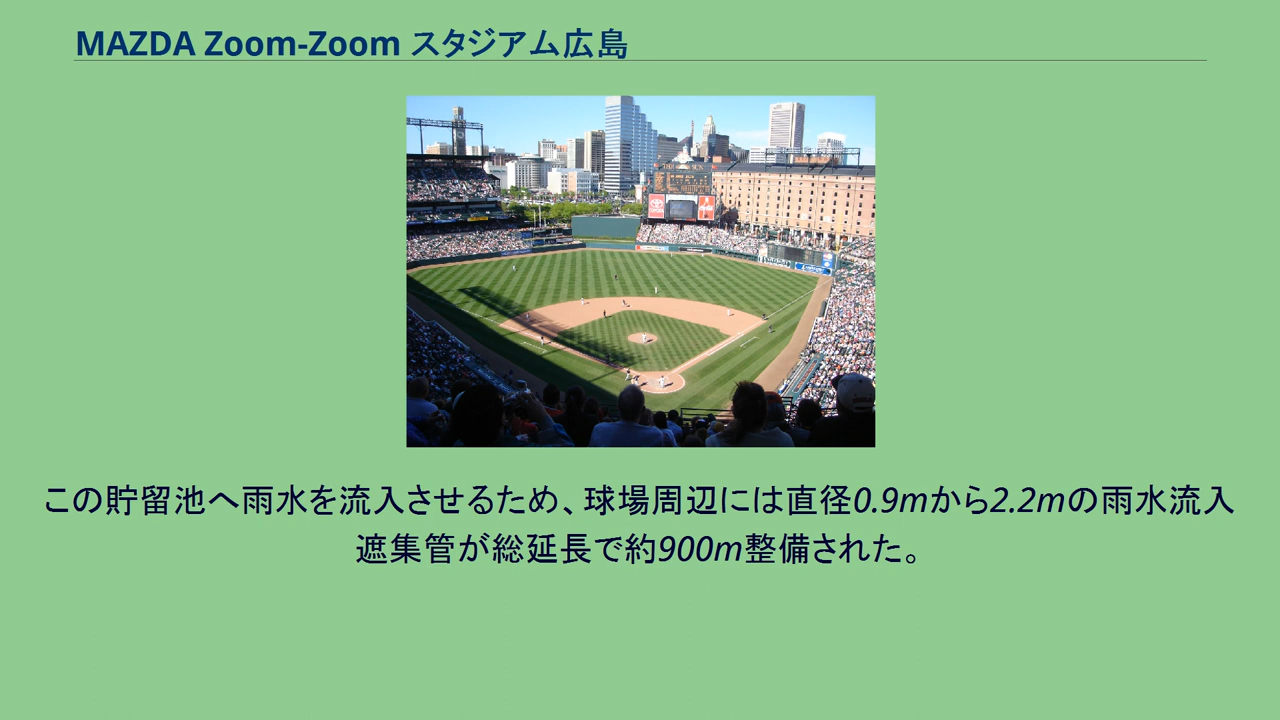 MAZDA Zoom-Zoom スタジアム広島
この貯留池へ雨水を流入させるため、球場周辺には直径0.9mから2.2mの雨水流入
遮集管が総延長で約900m整備された。